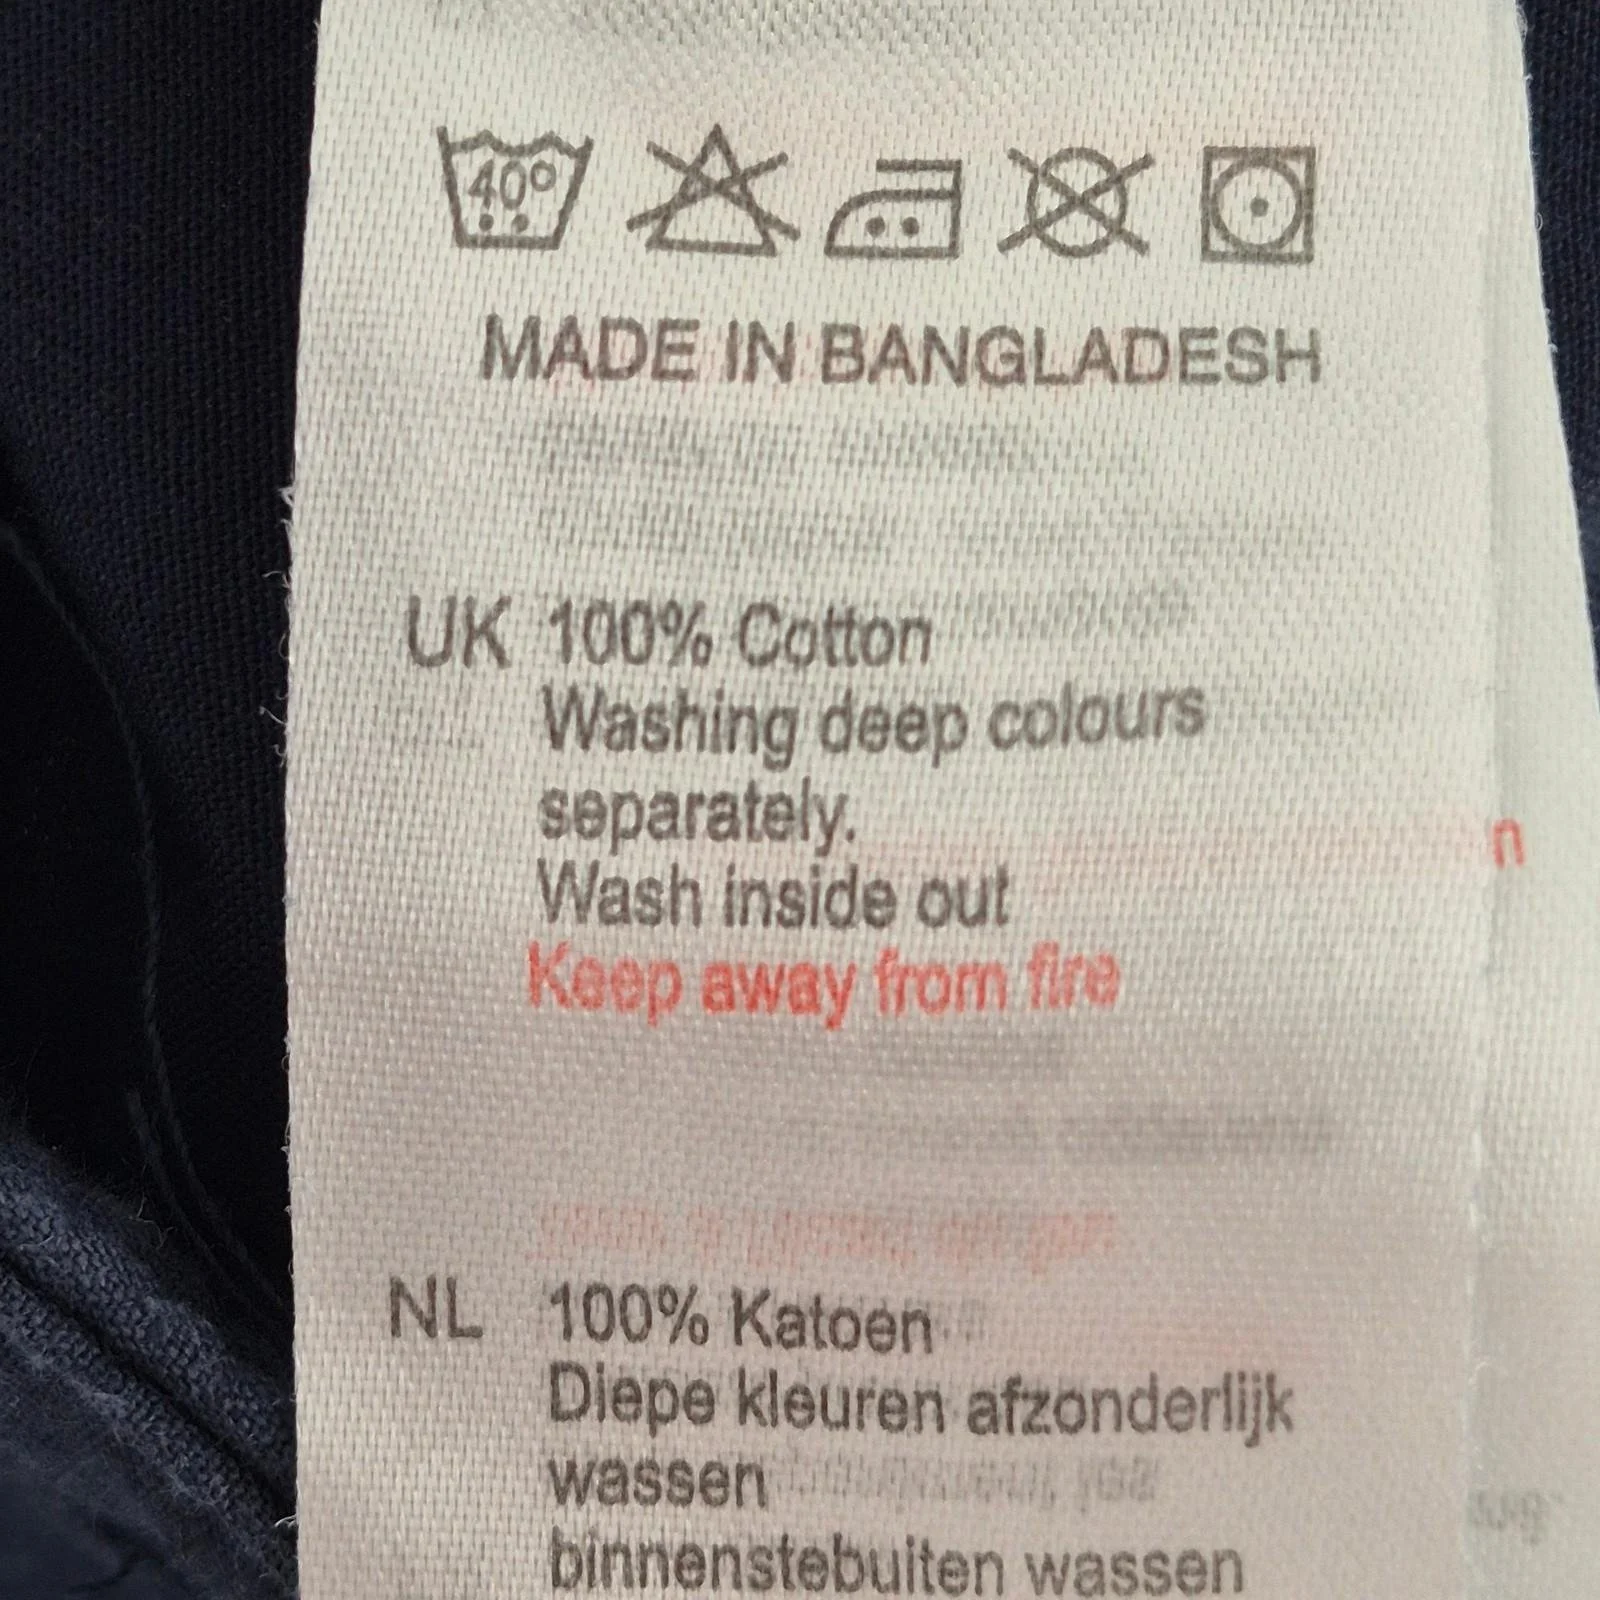 40°
MADE IN BANGLADESH
UK 100% Cotton
Washing deep colours
separately.
Wash inside out
Keep away from fire
NL 100% Katoen
Diepe kleuren afzonderlijk
wassen
binnenstebuiten wassen